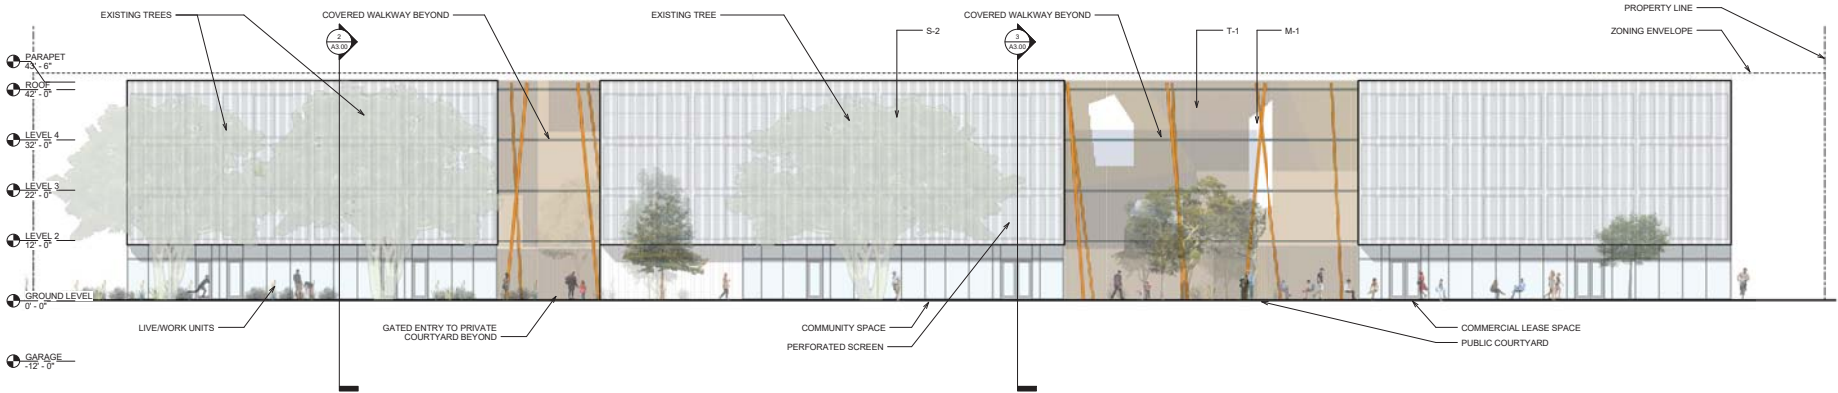 EXISTING TREES
COVERED WALKWAY BEYOND
EXISTING TREE
COVERED WALKWAY BEYOND
PROPERTY LINE
S-2
T-1
M-1
ZONING ENVELOPE
2
A3.00
3
A3.00
PARAPET
43' - 6"
ROOF
42' - 0"
LEVEL 4
32' - 0"
LEVEL 3
22' - 0"
LEVEL 2
12' - 0"
GROUND LEVEL
0' - 0"
LIVE/WORK UNITS
GATED ENTRY TO PRIVATE
COURTYARD BEYOND
COMMUNITY SPACE
PERFORATED SCREEN
COMMERCIAL LEASE SPACE
PUBLIC COURTYARD
GARAGE
-12' - 0"